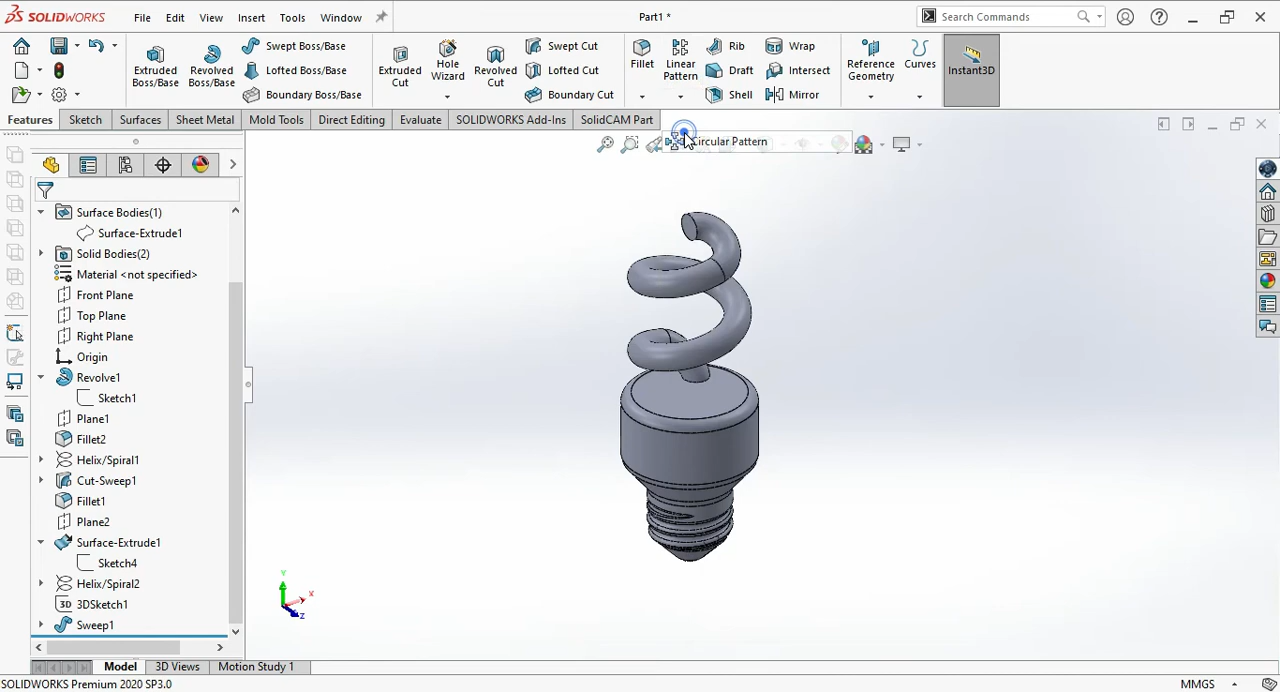 SOLIDWORKS
File
Edit
View
Insert
Tools
Window
Part1 *
Search Commands
Extruded Boss/Base
Revolved Boss/Base
Swept Boss/Base
Lofted Boss/Base
Boundary Boss/Base
Extruded Cut
Hole Wizard
Revolved Cut
Swept Cut
Lofted Cut
Boundary Cut
Fillet
Linear Pattern
Rib
Draft
Shell
Wrap
Intersect
Mirror
Reference Geometry
Curves
Instant3D
Features
Sketch
Surfaces
Sheet Metal
Mold Tools
Direct Editing
Evaluate
SOLIDWORKS Add-Ins
SolidCAM Part
Circular Pattern
Surface Bodies(1)
Surface-Extrude1
Solid Bodies(2)
Material <not specified>
Front Plane
Top Plane
Right Plane
Origin
Revolve1
Sketch1
Plane1
Fillet2
Helix/Spiral1
Cut-Sweep1
Fillet1
Plane2
Surface-Extrude1
Sketch4
Helix/Spiral2
3D 3DSketch1
Sweep1
Y
X
Z
Model
3D Views
Motion Study 1
SOLIDWORKS Premium 2020 SP3.0
MMGS